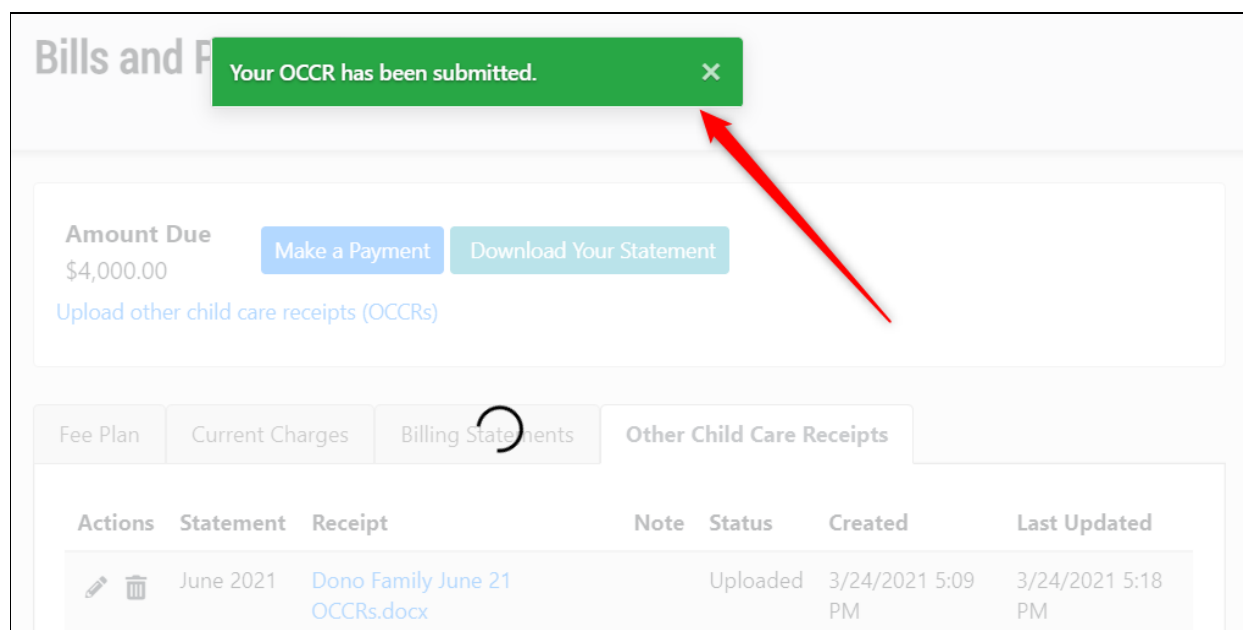 Bills and P
Your OCCR has been submitted. ×
Amount Due
$4,000.00
Make a Payment
Download Your Statement
Upload other child care receipts (OCCRs)
Fee Plan
Current Charges
Billing Statements
Other Child Care Receipts
Actions Statement Receipt Note Status Created Last Updated
June 2021 Dono Family June 21 Uploaded 3/24/2021 5:09 3/24/2021 5:18
OCCRs.docx PM PM